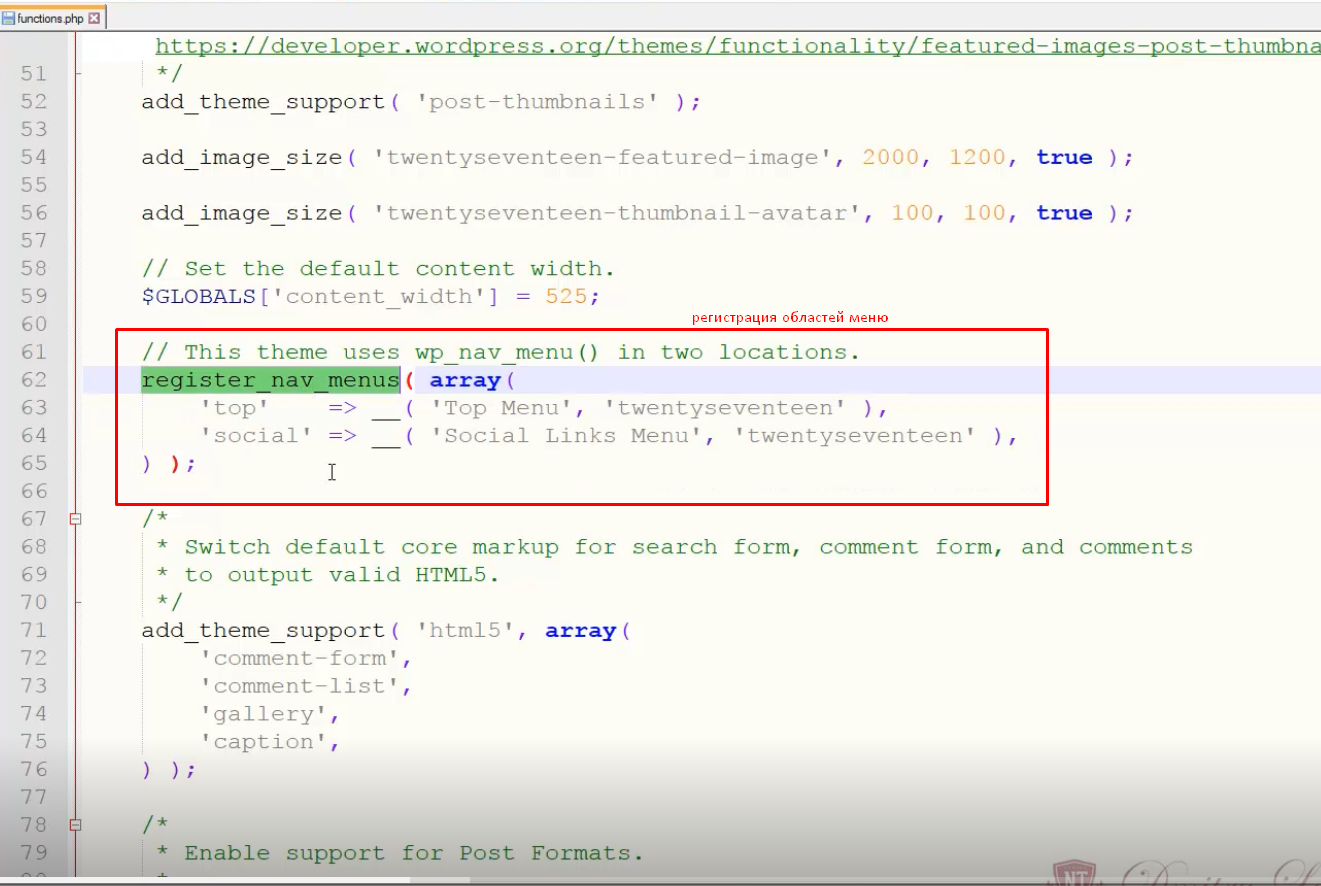 functions.php
https://developer.wordpress.org/themes/functionality/featured-images-post-thumbna
51 */
52 add_theme_support( 'post-thumbnails' );
53
54 add_image_size( 'twentyseventeen-featured-image', 2000, 1200, true );
55
56 add_image_size( 'twentyseventeen-thumbnail-avatar', 100, 100, true );
57
58 // Set the default content width.
59 $GLOBALS['content_width'] = 525;
60
регистрация областей меню
61 // This theme uses wp_nav_menu() in two locations.
62 register_nav_menus( array(
63 'top' => __( 'Top Menu', 'twentyseventeen' ),
64 'social' => __( 'Social Links Menu', 'twentyseventeen' ),
65 ) );
66
67 /*
68 * Switch default core markup for search form, comment form, and comments
69 * to output valid HTML5.
70 */
71 add_theme_support( 'html5', array(
72 'comment-form',
73 'comment-list',
74 'gallery',
75 'caption',
76 ) );
77
78 /*
79 * Enable support for Post Formats.
NT